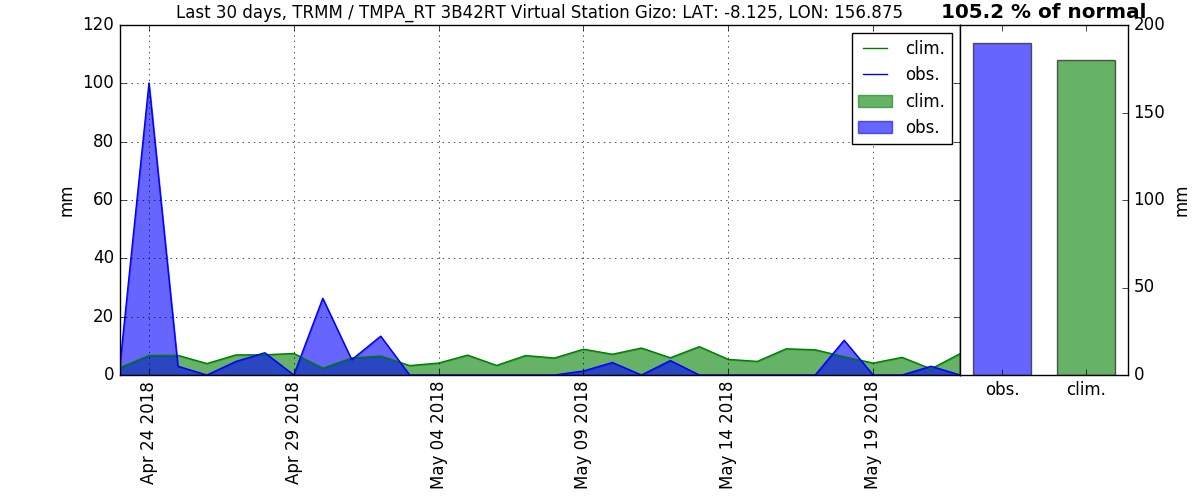 Last 30 days, TRMM / TMPA_RT 3B42RT Virtual Station Gizo: LAT: -8.125, LON: 156.875
105.2 % of normal
120
100
80
60
40
20
0
mm
clim.
obs.
clim.
obs.
200
150
100
50
0
mm
Apr 24 2018
Apr 29 2018
May 04 2018
May 09 2018
May 14 2018
May 19 2018
obs.
clim.